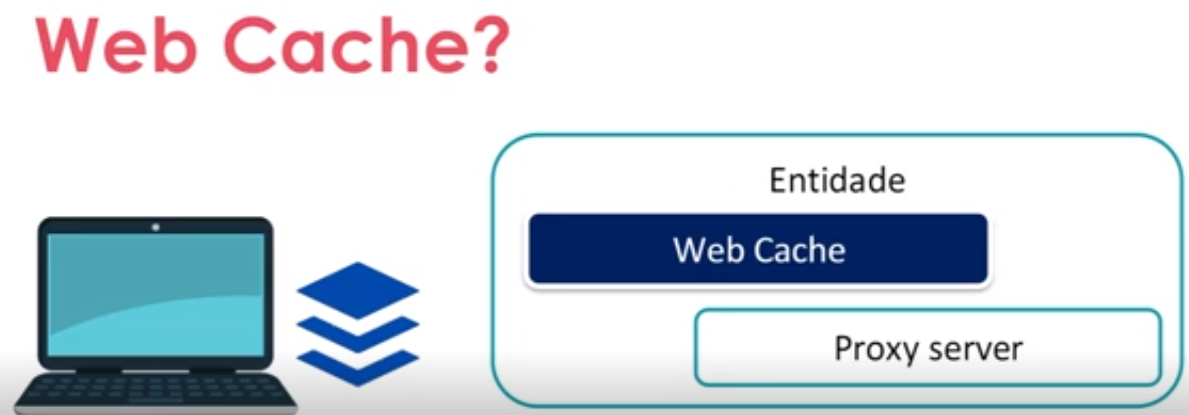 Web Cache?
Entidade
Web Cache
Proxy server